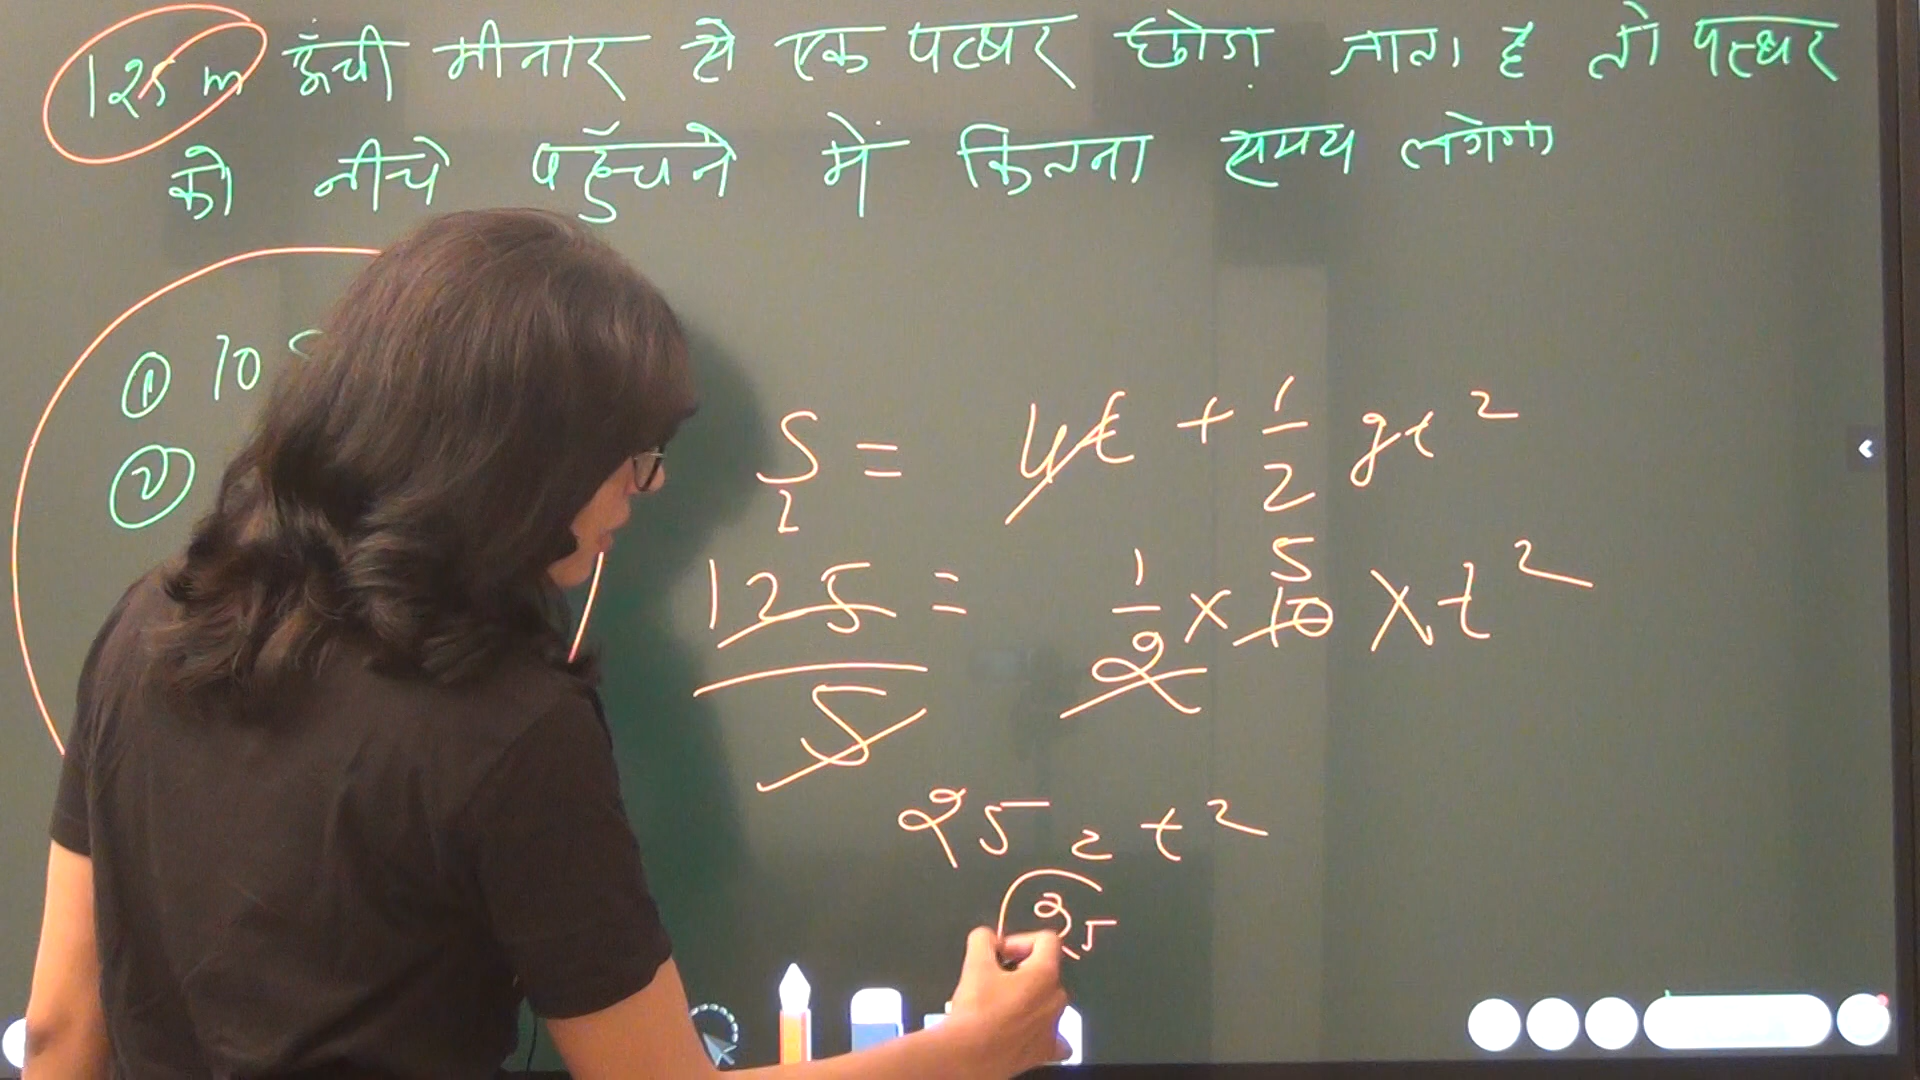 125 m ऊँची मीनार से एक पत्थर छोड़ा जाता है तो पत्थर
को नीचे पहुँचने में कितना समय लगेगा
① 10
②
S = ut + 1/2 gt²
125/5 = 1/2 × 10 5 × t²
25 = t²
25